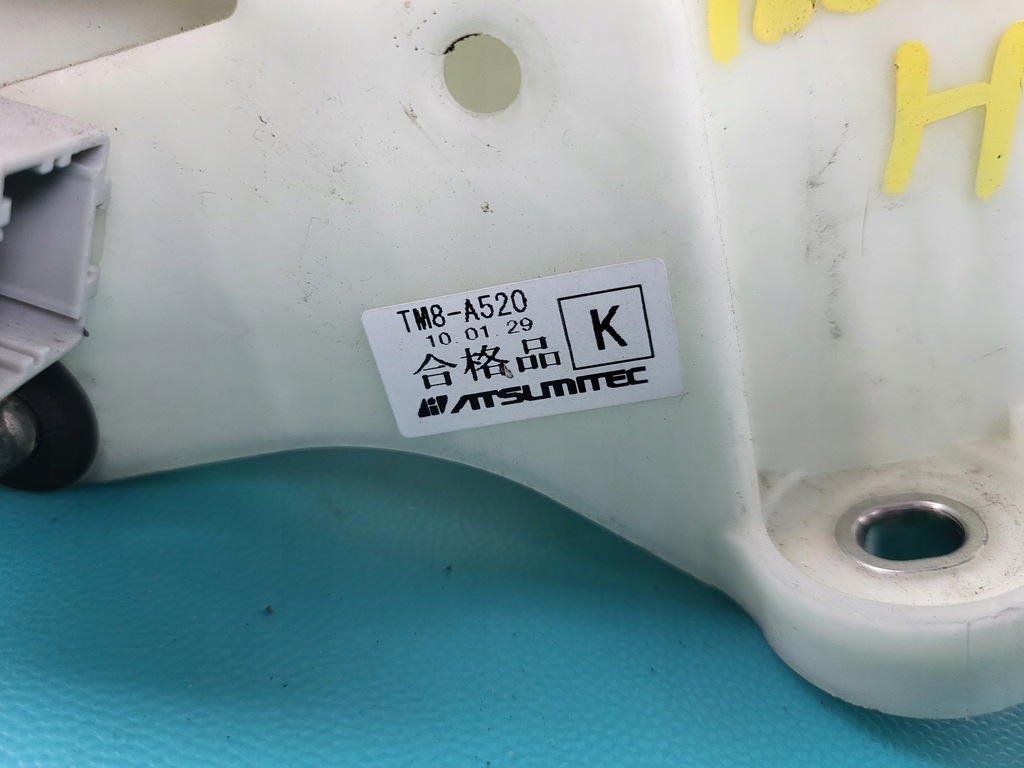 H
TM8-A520
10.01.29
K
合格品
ATSUMITEC